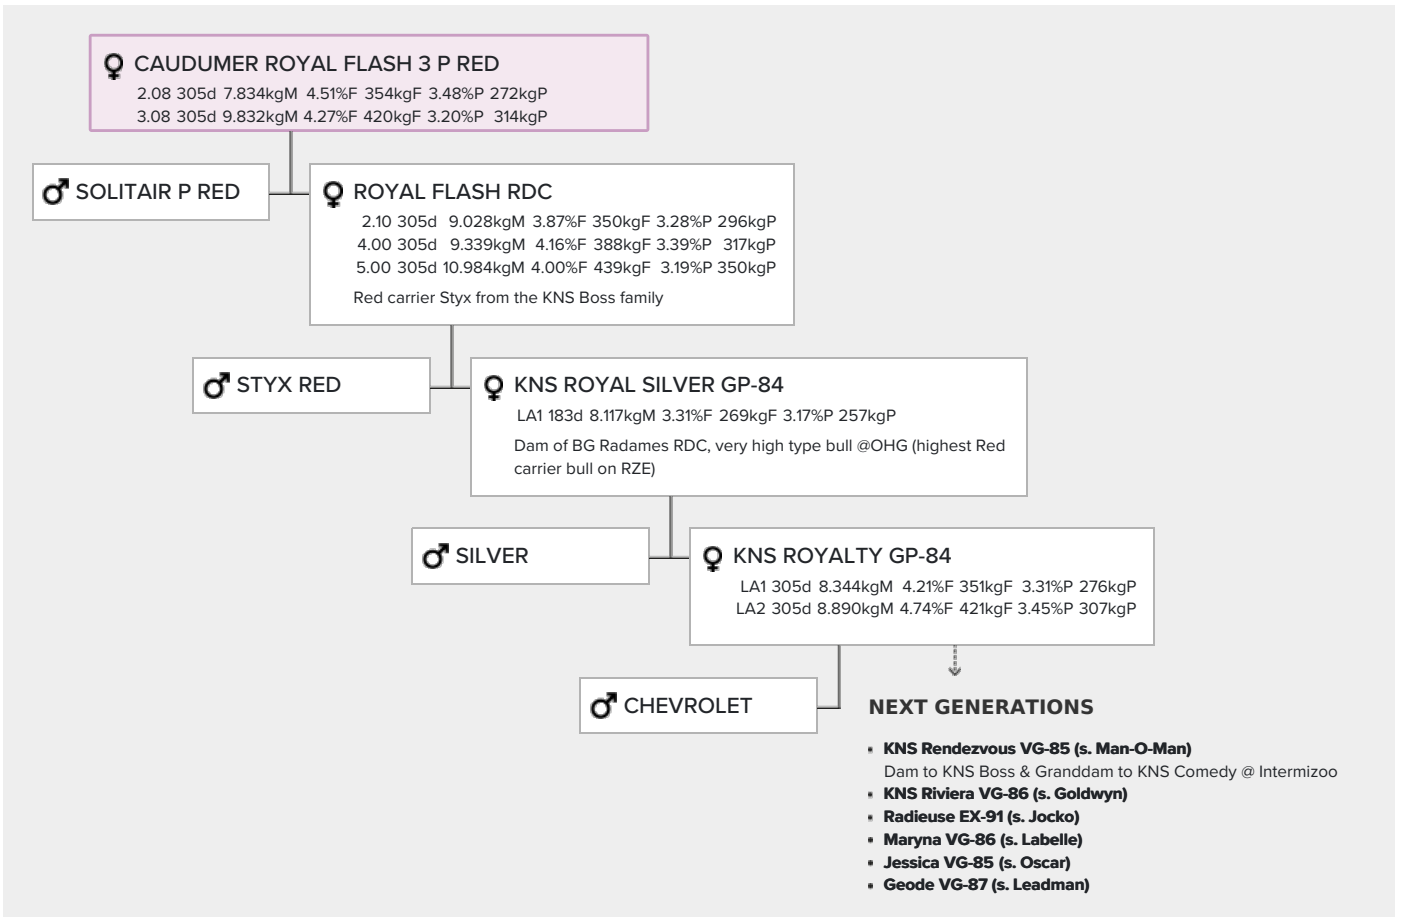 CAUDUMER ROYAL FLASH 3 P RED
2.08 305d 7.834kgM 4.51%F 354kgF 3.48%P 272kgP
3.08 305d 9.832kgM 4.27%F 420kgF 3.20%P 314kgP
SOLITAIR P RED
ROYAL FLASH RDC
2.10 305d 9.028kgM 3.87%F 350kgF 3.28%P 296kgP
4.00 305d 9.339kgM 4.16%F 388kgF 3.39%P 317kgP
5.00 305d 10.984kgM 4.00%F 439kgF 3.19%P 350kgP
Red carrier Styx from the KNS Boss family
STYX RED
KNS ROYAL SILVER GP-84
LA1 183d 8.117kgM 3.31%F 269kgF 3.17%P 257kgP
Dam of BG Radames RDC, very high type bull @OHG (highest Red
carrier bull on RZE)
SILVER
KNS ROYALTY GP-84
LA1 305d 8.344kgM 4.21%F 351kgF 3.31%P 276kgP
LA2 305d 8.890kgM 4.74%F 421kgF 3.45%P 307kgP
CHEVROLET
NEXT GENERATIONS
• KNS Rendezvous VG-85 (s. Man-O-Man)
Dam to KNS Boss & Granddam to KNS Comedy @ Intermizoo
• KNS Riviera VG-86 (s. Goldwyn)
• Radieuse EX-91 (s. Jocko)
• Maryna VG-86 (s. Labelle)
• Jessica VG-85 (s. Oscar)
• Geode VG-87 (s. Leadman)